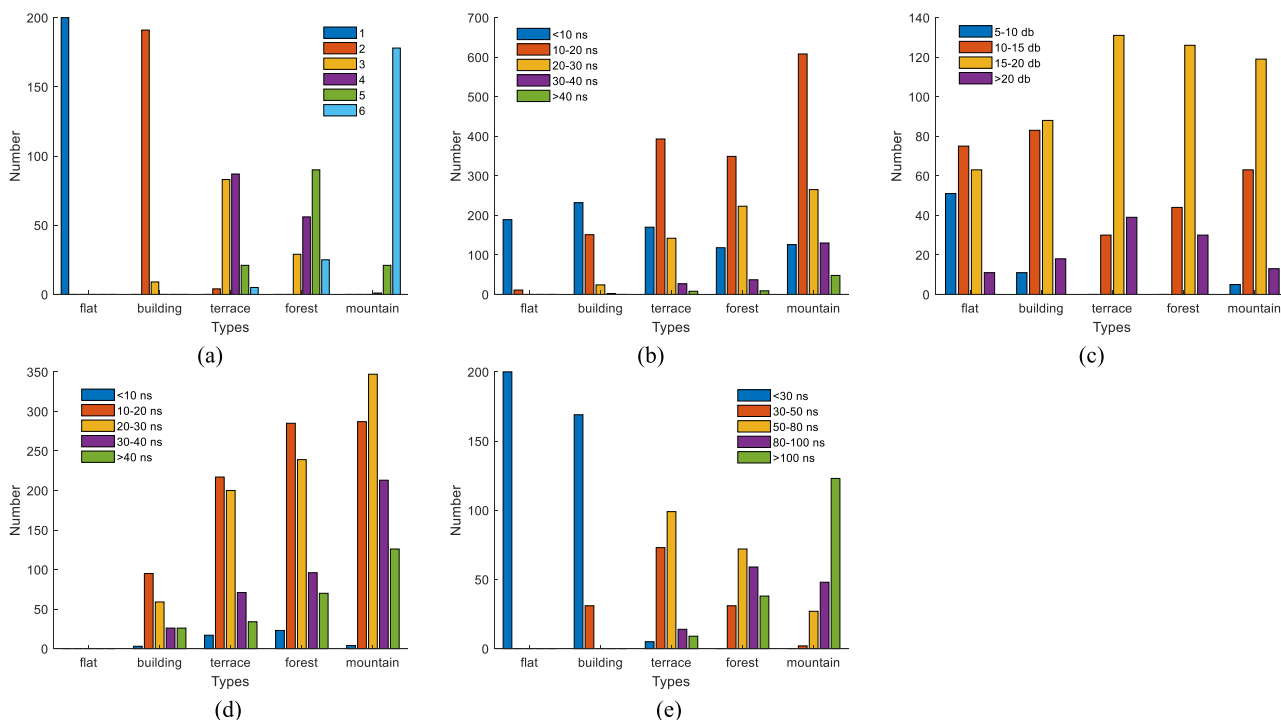 200
150
100
50
0
Number
flat building terrace forest mountain
Types
1
2
3
4
5
6
(a)
700
600
500
400
300
200
100
0
Number
flat building terrace forest mountain
Types
<10 ns
10-20 ns
20-30 ns
30-40 ns
>40 ns
(b)
140
120
100
80
60
40
20
0
Number
flat building terrace forest mountain
Types
5-10 db
10-15 db
15-20 db
>20 db
(c)
350
300
250
200
150
100
50
0
Number
flat building terrace forest mountain
Types
<10 ns
10-20 ns
20-30 ns
30-40 ns
>40 ns
(d)
200
150
100
50
0
Number
flat building terrace forest mountain
Types
<30 ns
30-50 ns
50-80 ns
80-100 ns
>100 ns
(e)